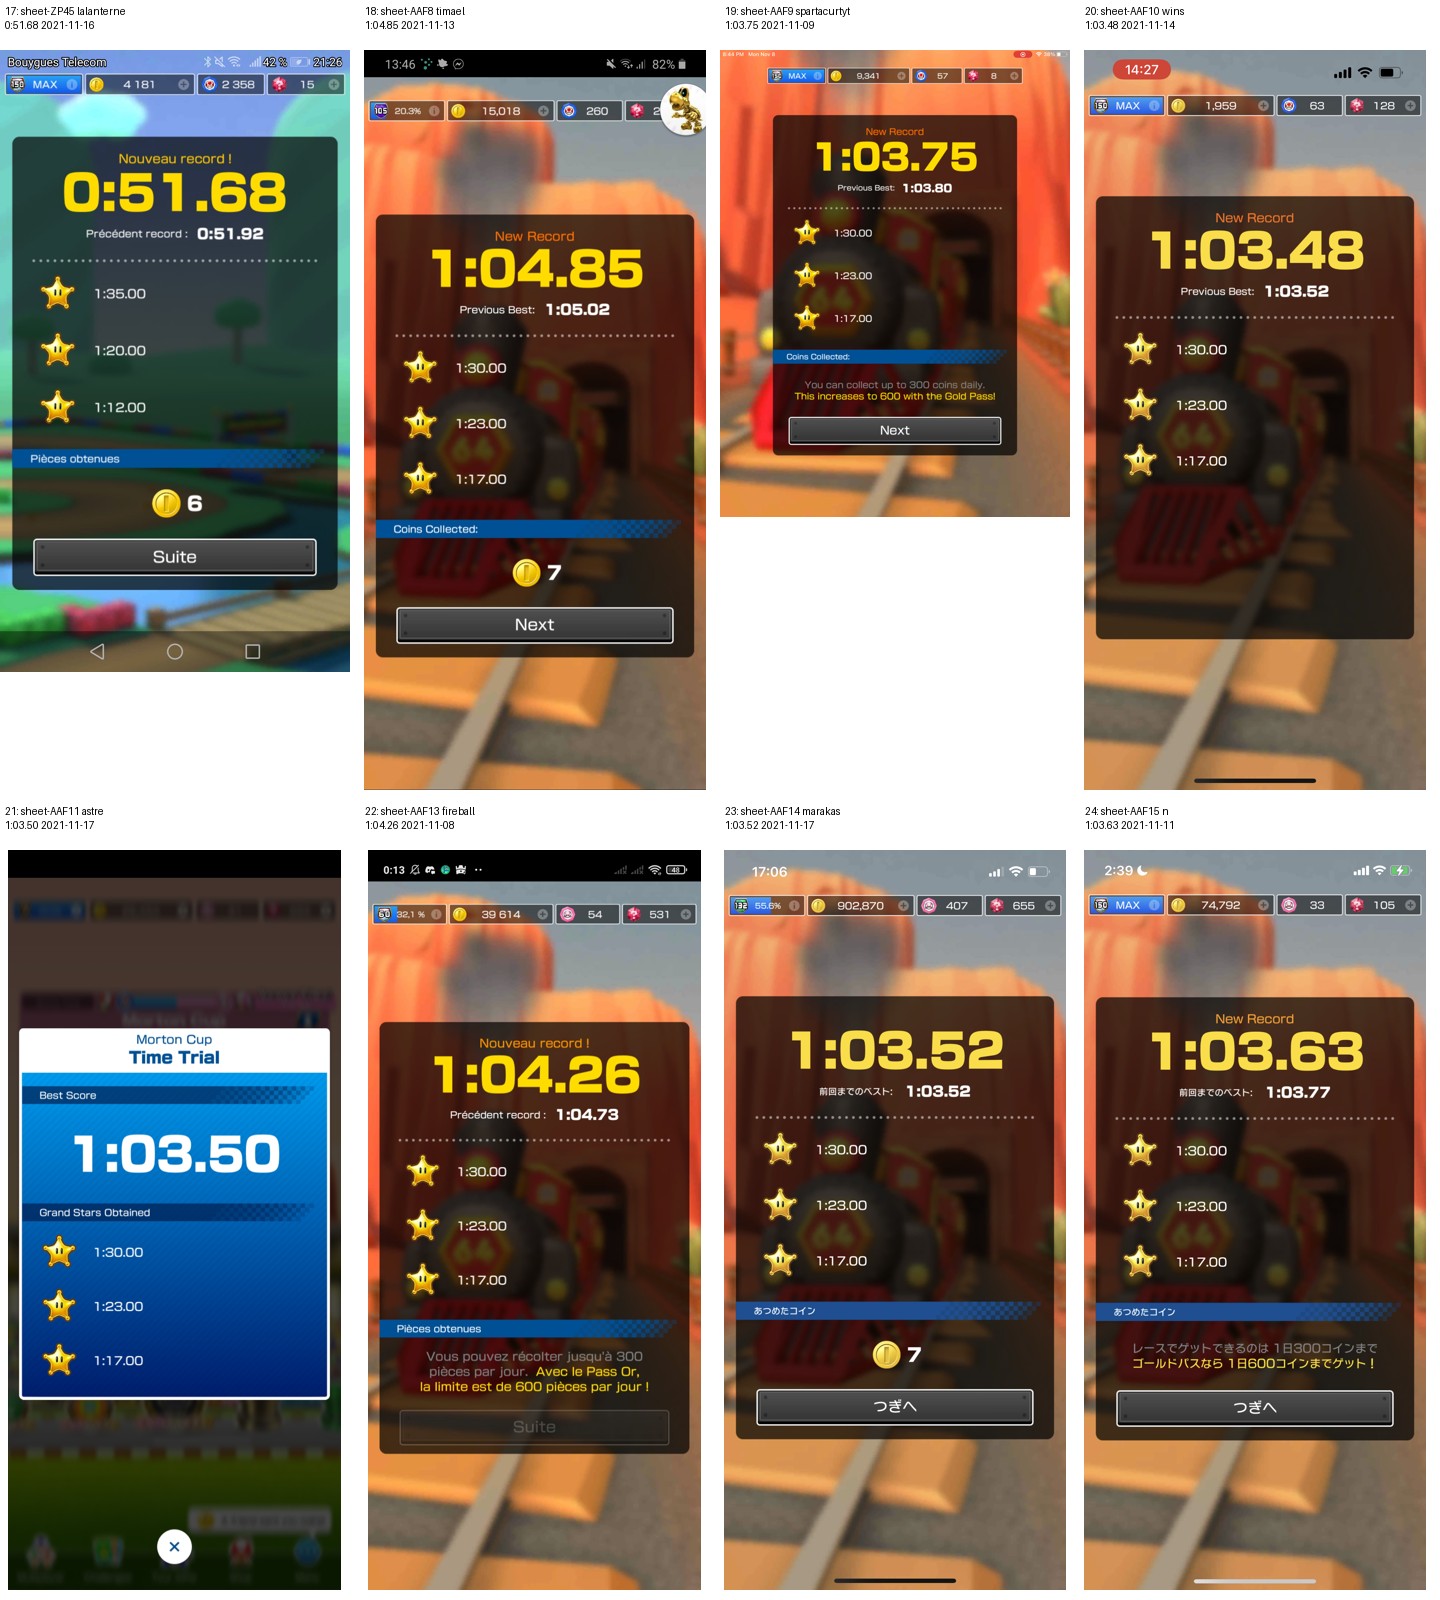 17: sheet-ZP45 lalanterne
0:51.68 2021-11-16
Bouygues Telecom
42 %
21:26
150 MAX
4 181
2 358
15
Nouveau record !
0:51.68
Précédent record : 0:51.92
1:35.00
1:20.00
1:12.00
Pièces obtenues
6
Suite
18: sheet-AAF8 timael
1:04.85 2021-11-13
13:46
82%
105 20.3%
15,018
260
2
New Record
1:04.85
Previous Best: 1:05.02
1:30.00
1:23.00
1:17.00
Coins Collected:
7
Next
19: sheet-AAF9 spartacurtyt
1:03.75 2021-11-09
150 MAX
9,341
57
8
New Record
1:03.75
Previous Best: 1:03.80
1:30.00
1:23.00
1:17.00
Coins Collected:
You can collect up to 300 coins daily.
This increases to 600 with the Gold Pass!
Next
20: sheet-AAF10 wins
1:03.48 2021-11-14
14:27
150 MAX
1,959
63
128
New Record
1:03.48
Previous Best: 1:03.52
1:30.00
1:23.00
1:17.00
21: sheet-AAF11 astre
1:03.50 2021-11-17
Morton Cup
Morton Cup
Time Trial
Best Score
1:03.50
Grand Stars Obtained
1:30.00
1:23.00
1:17.00
22: sheet-AAF13 fireball
1:04.26 2021-11-08
0:13
48
60 32,1 %
39 614
54
531
Nouveau record !
1:04.26
Précédent record : 1:04.73
1:30.00
1:23.00
1:17.00
Pièces obtenues
Vous pouvez récolter jusqu'à 300
pièces par jour. Avec le Pass Or,
la limite est de 600 pièces par jour !
Suite
23: sheet-AAF14 marakas
1:03.52 2021-11-17
17:06
132 55.6%
902,870
407
655
1:03.52
前回までのベスト: 1:03.52
1:30.00
1:23.00
1:17.00
あつめたコイン
7
つぎへ
24: sheet-AAF15 n
1:03.63 2021-11-11
2:39
150 MAX
74,792
33
105
New Record
1:03.63
前回までのベスト: 1:03.77
1:30.00
1:23.00
1:17.00
あつめたコイン
レースでゲットできるのは 1日300コインまで
ゴールドパスなら 1日600コインまでゲット!
つぎへ